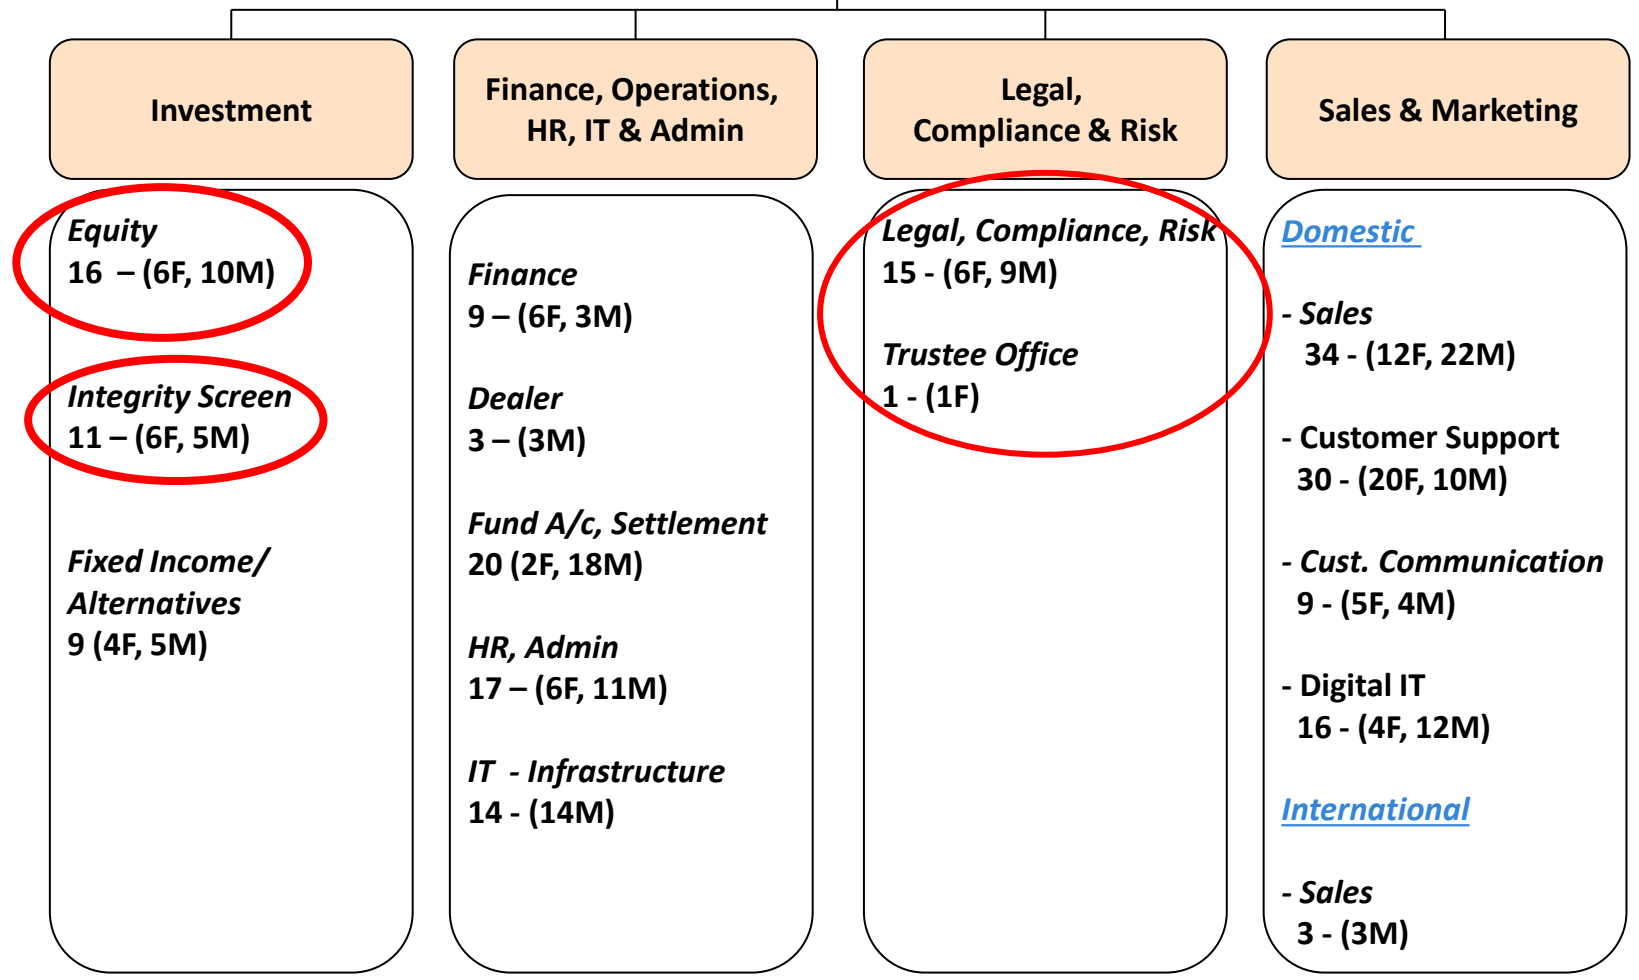 Investment
Equity
16 – (6F, 10M)
Integrity Screen
11 – (6F, 5M)
Fixed Income/
Alternatives
9 (4F, 5M)
Finance, Operations,
HR, IT & Admin
Finance
9 – (6F, 3M)
Dealer
3 – (3M)
Fund A/c, Settlement
20 (2F, 18M)
HR, Admin
17 – (6F, 11M)
IT - Infrastructure
14 - (14M)
Legal,
Compliance & Risk
Legal, Compliance, Risk
15 - (6F, 9M)
Trustee Office
1 - (1F)
Sales & Marketing
Domestic
- Sales
34 - (12F, 22M)
- Customer Support
30 - (20F, 10M)
- Cust. Communication
9 - (5F, 4M)
- Digital IT
16 - (4F, 12M)
International
- Sales
3 - (3M)